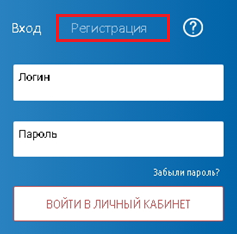 Вход Регистрация ?
Логин
Пароль
Забыли пароль?
ВОЙТИ В ЛИЧНЫЙ КАБИНЕТ